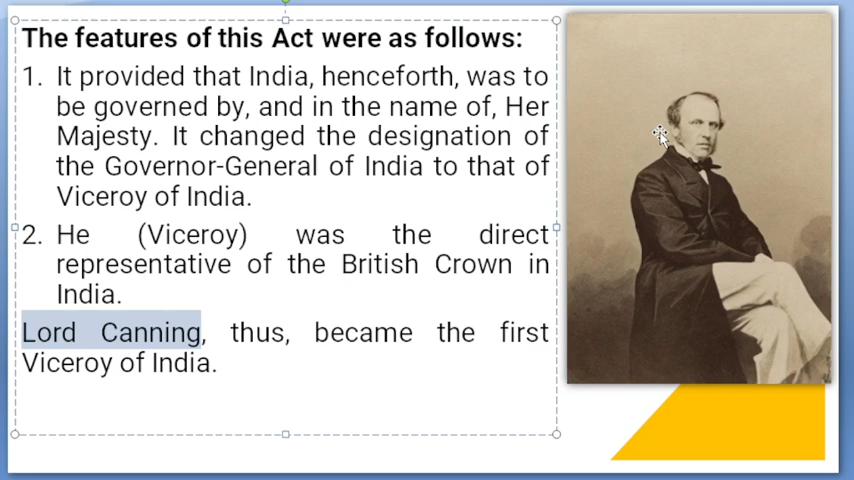 The features of this Act were as follows:
1. It provided that India, henceforth, was to
be governed by, and in the name of, Her
Majesty. It changed the designation of
the Governor-General of India to that of
Viceroy of India.
2. He (Viceroy) was the direct
representative of the British Crown in
India.
Lord Canning, thus, became the first
Viceroy of India.